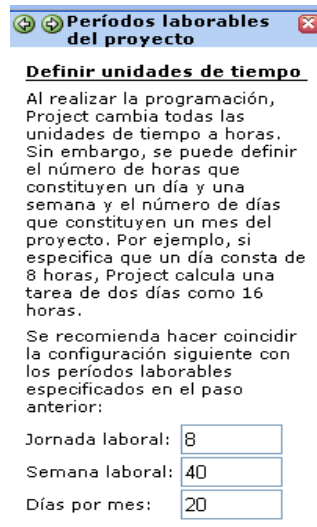 Períodos laborables
del proyecto
Definir unidades de tiempo
Al realizar la programación,
Project cambia todas las
unidades de tiempo a horas.
Sin embargo, se puede definir
el número de horas que
constituyen un día y una
semana y el número de días
que constituyen un mes del
proyecto. Por ejemplo, si
especifica que un día consta de
8 horas, Project calcula una
tarea de dos días como 16
horas.
Se recomienda hacer coincidir
la configuración siguiente con
los períodos laborables
especificados en el paso
anterior:
Jornada laboral: 8
Semana laboral: 40
Días por mes: 20